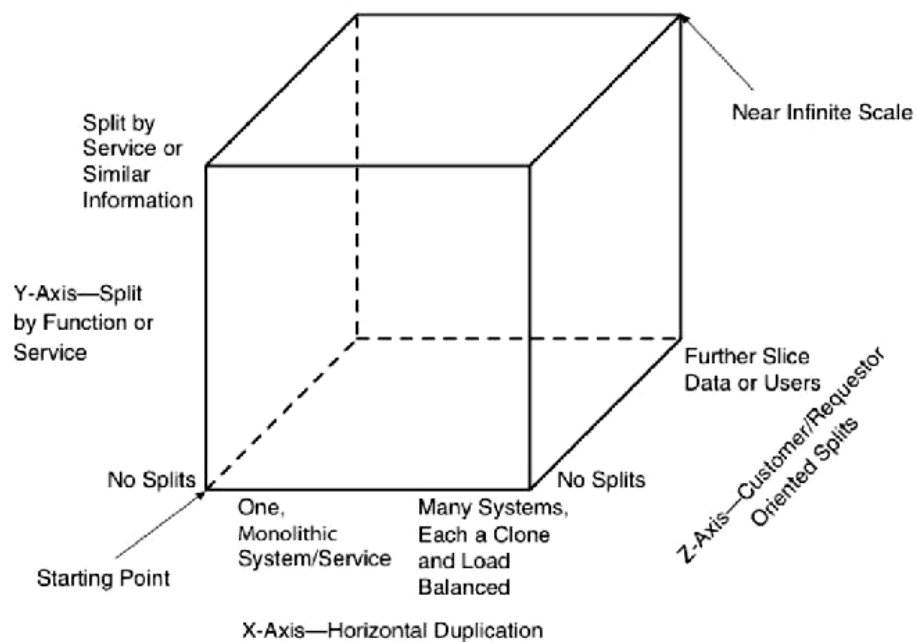 Near Infinite Scale
Split by
Service or
Similar
Information
Y-Axis—Split
by Function or
Service
Further Slice
Data or Users
Z-Axis—Customer/Requestor
Oriented Splits
No Splits
No Splits
One,
Monolithic
System/Service
Many Systems,
Each a Clone
and Load
Balanced
Starting Point
X-Axis—Horizontal Duplication